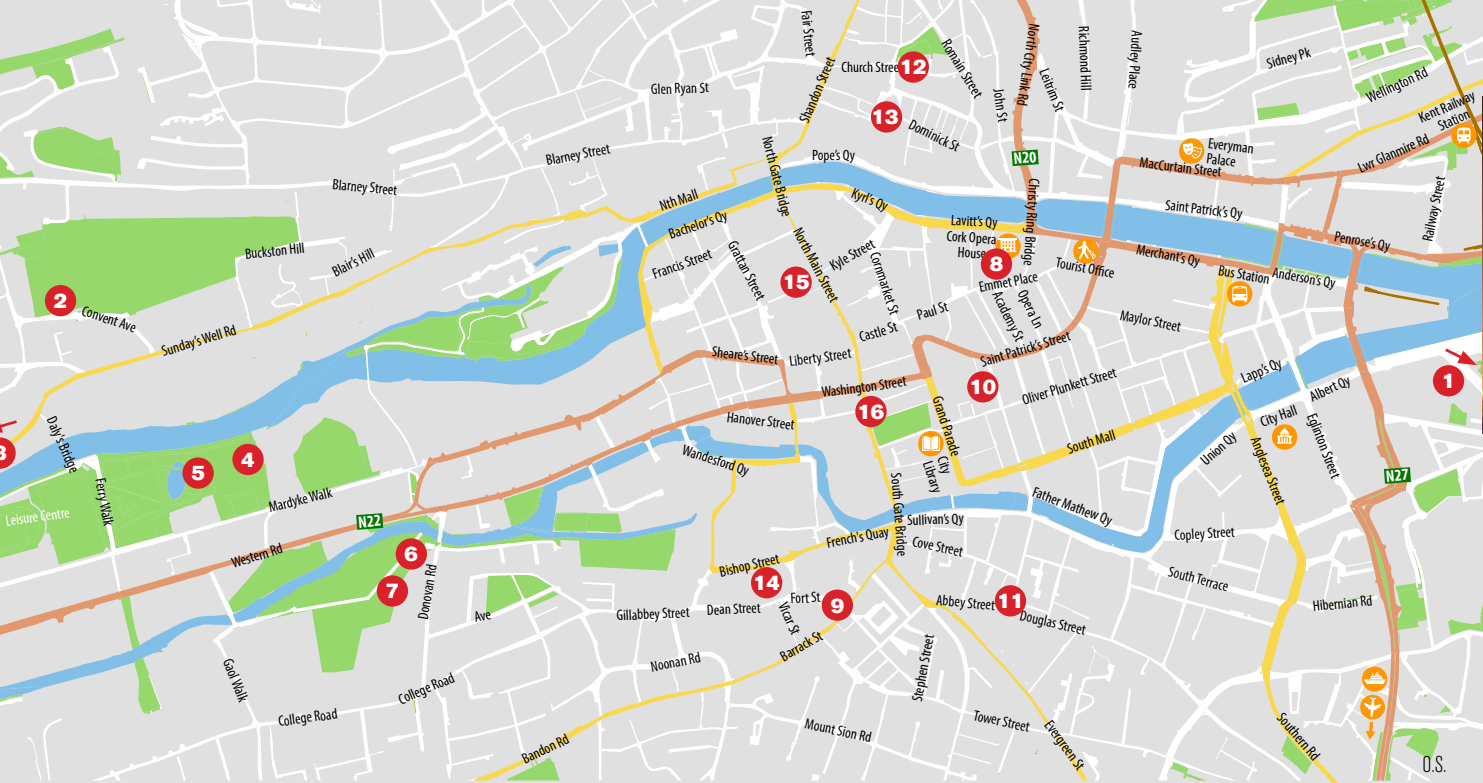 Fair Street
Shandon Street
Church Stree
12
Romain Street
John St
North City Link Rd
Leitrim St
Richmond Hill
Audley Place
Sidney Pk
Wellington Rd
Kent Railway
Station
Glen Ryan St
13
Dominick St
N20
Everyman
Palace
MacCurtain Street
Lwr Glanmire Rd
Blarney Street
Blarney Street
Pope's Qy
North Gate Bridge
Nth Mall
Bachelor's Qy
Kyrl's Qy
Lavitt's Qy
Christy Ring Bridge
Saint Patrick's Qy
Railway Street
Penrose's Qy
Buckston Hill
Blair's Hill
Francis Street
Grattan Street
15
North Main Street
Kyle Street
Cornmarket St
Cork Opera
House
8
Emmet Place
Tourist Office
Merchant's Qy
Bus Station
Anderson's Qy
2
Convent Ave
Sunday's Well Rd
Castle St
Paul St
Academy St
Opera Ln
Maylor Street
Sheare's Street
Liberty Street
Saint Patrick's Street
Washington Street
10
Oliver Plunkett Street
Lapp's Qy
Albert Qy
1
3
Daly's Bridge
Hanover Street
16
Grand Parade
South Mall
City Hall
Union Qy
Anglesea Street
Eglinton Street
5
4
Wandesford Qy
City
Library
N27
Leisure Centre
Ferry Walk
Mardyke Walk
N22
South Gate Bridge
Sullivan's Qy
Father Mathew Qy
Copley Street
Western Rd
6
7
Donovan Rd
French's Quay
Cove Street
Bishop Street
14
South Terrace
Ave
Gillabbey Street
Dean Street
Vicar St
Fort St
9
Abbey Street
11
Douglas Street
Hibernian Rd
Gaol Walk
College Road
College Road
Noonan Rd
Barrack St
Stephen Street
Mount Sion Rd
Tower Street
Evergreen St
Southern Rd
Bandon Rd
O.S.